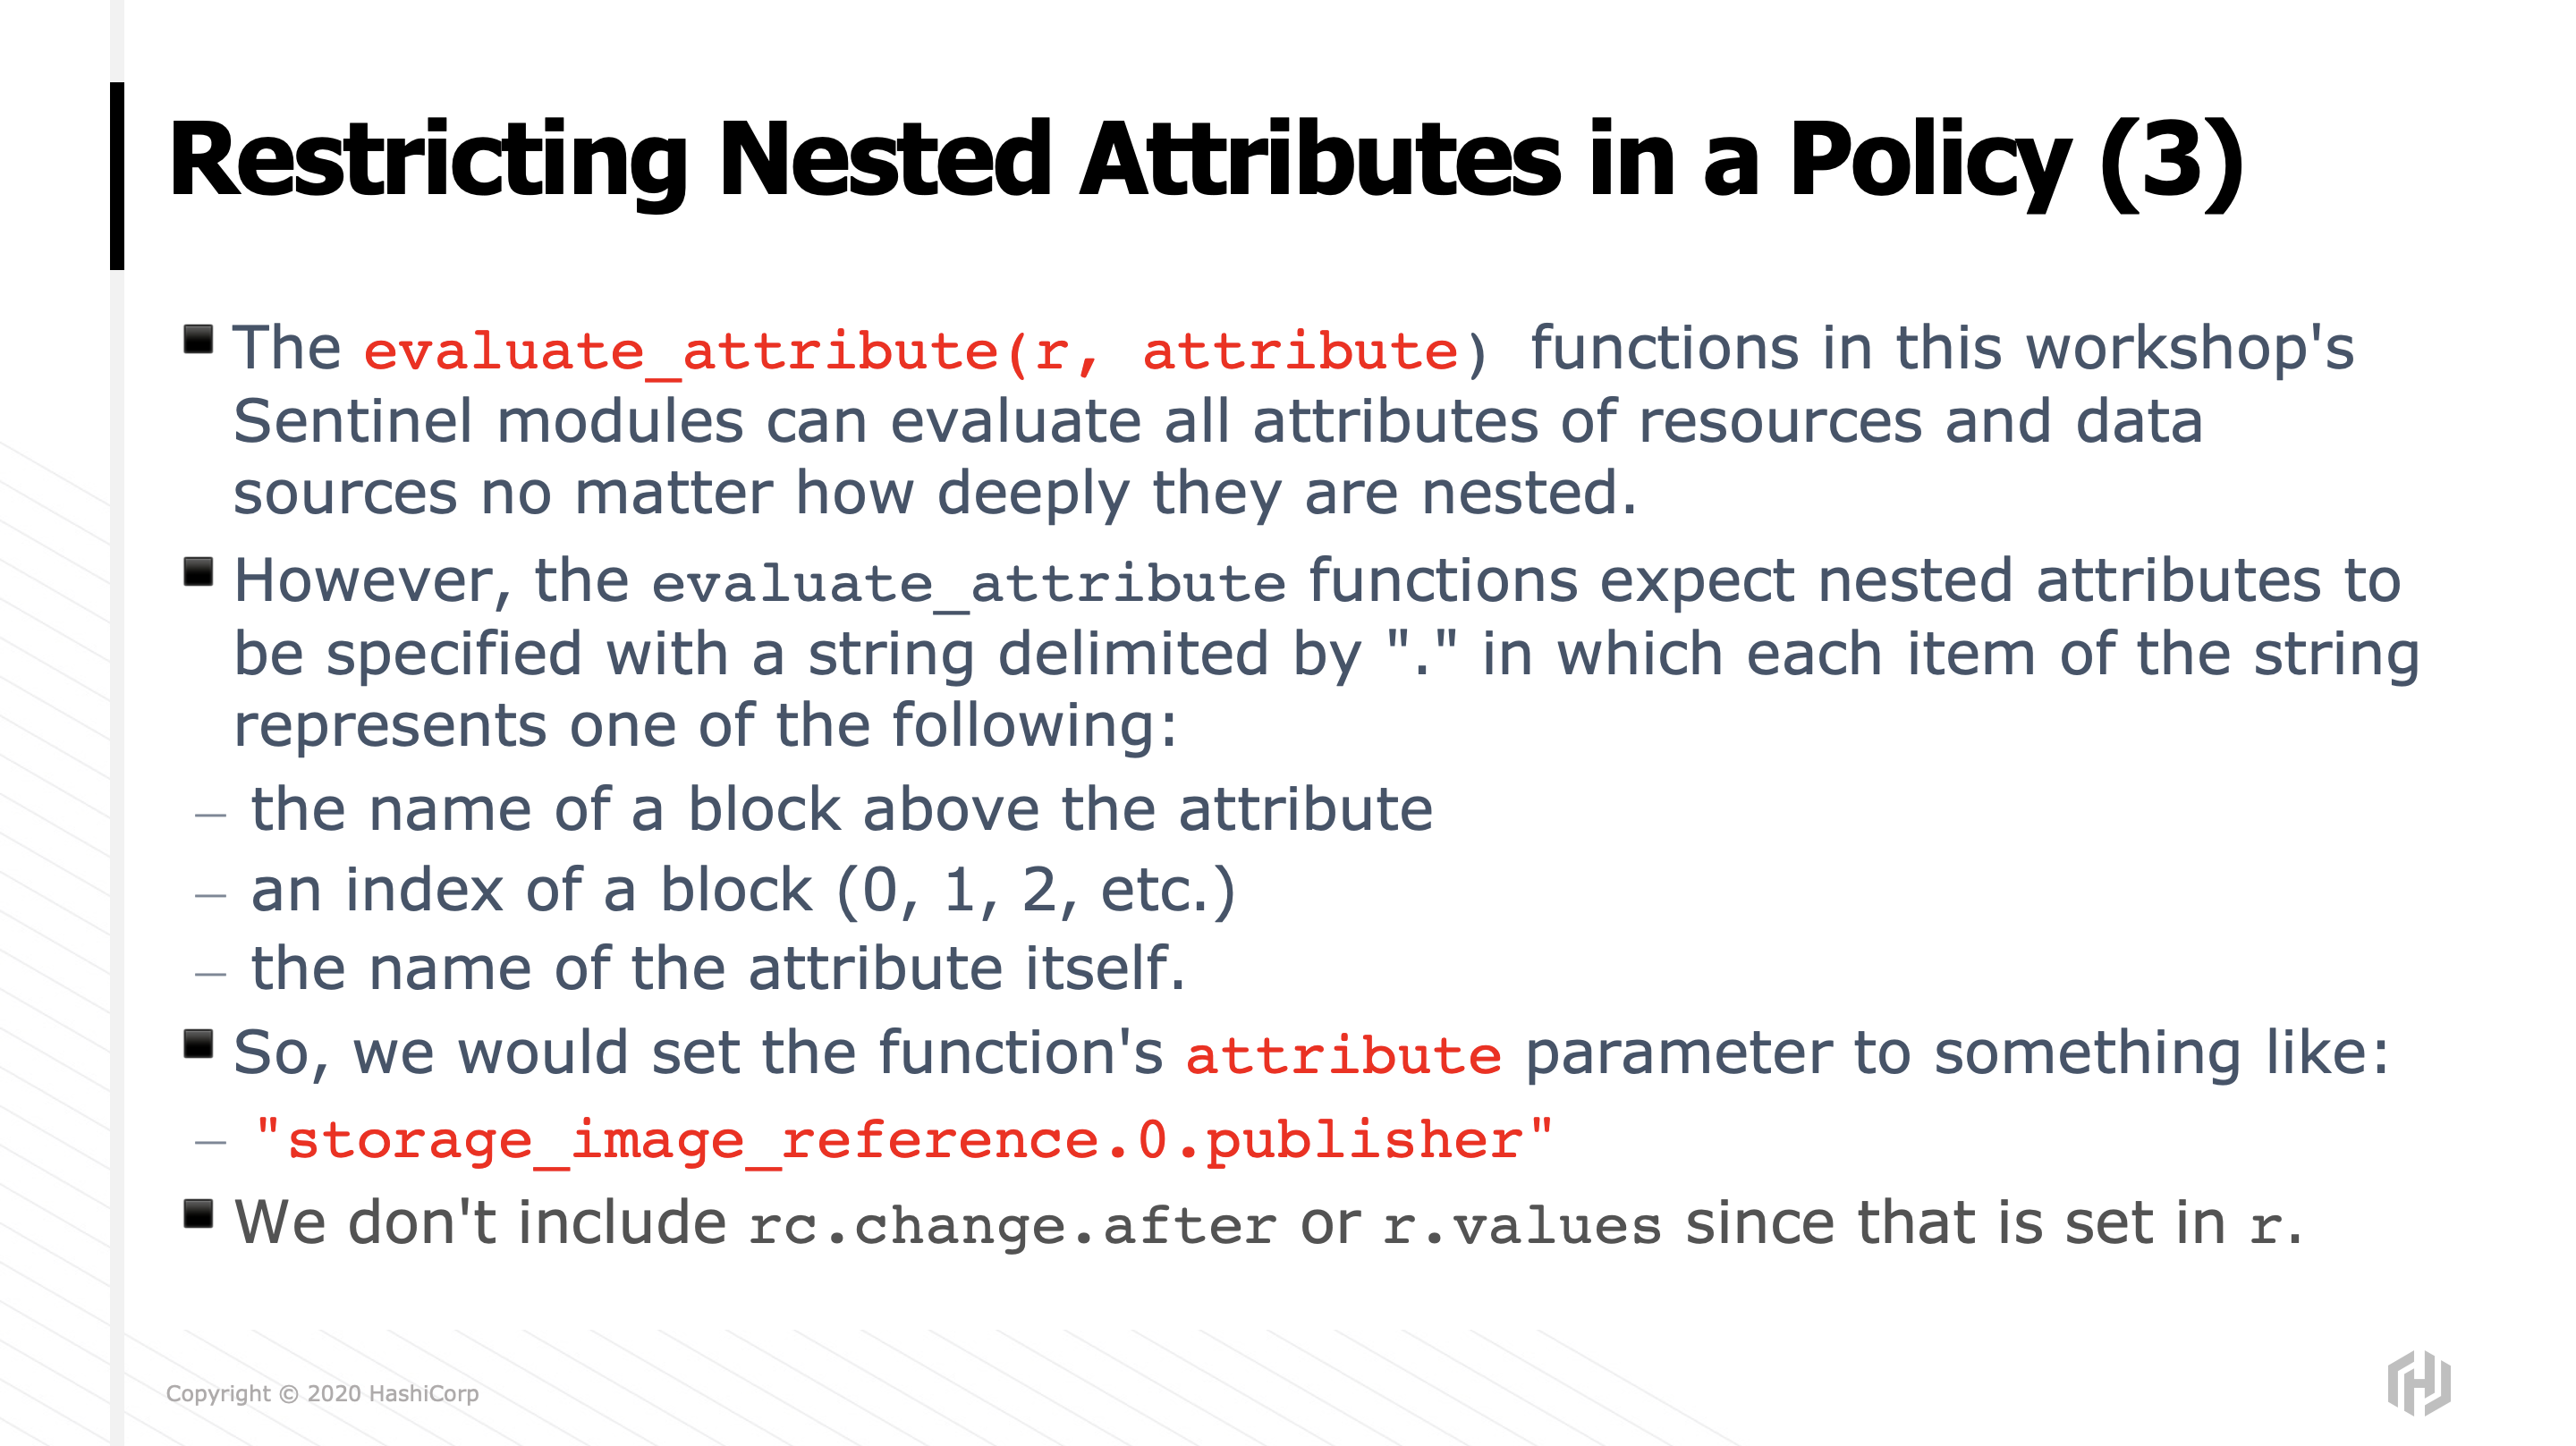 Restricting Nested Attributes in a Policy (3)
▪ The evaluate_attribute(r, attribute) functions in this workshop's
Sentinel modules can evaluate all attributes of resources and data
sources no matter how deeply they are nested.
▪ However, the evaluate_attribute functions expect nested attributes to
be specified with a string delimited by "." in which each item of the string
represents one of the following:
– the name of a block above the attribute
– an index of a block (0, 1, 2, etc.)
– the name of the attribute itself.
▪ So, we would set the function's attribute parameter to something like:
– "storage_image_reference.0.publisher"
▪ We don't include rc.change.after or r.values since that is set in r.
Copyright © 2020 HashiCorp